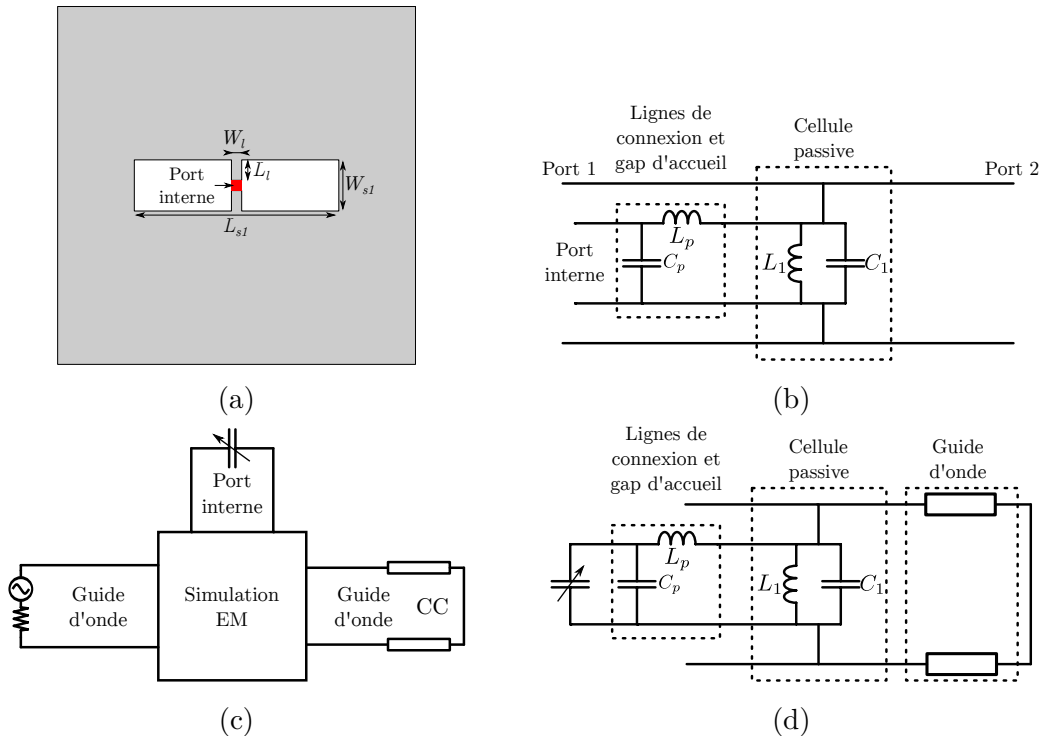 W_l
L_l
Port
interne
W_s1
L_s1
(a)
Lignes de
connexion et
gap d'accueil
Cellule
passive
Port 1
Port 2
L_p
Port
interne
C_p
L_1
C_1
(b)
Port
interne
Guide
d'onde
Simulation
EM
Guide
d'onde
CC
(c)
Lignes de
connexion et
gap d'accueil
Cellule
passive
Guide
d'onde
L_p
C_p
L_1
C_1
(d)